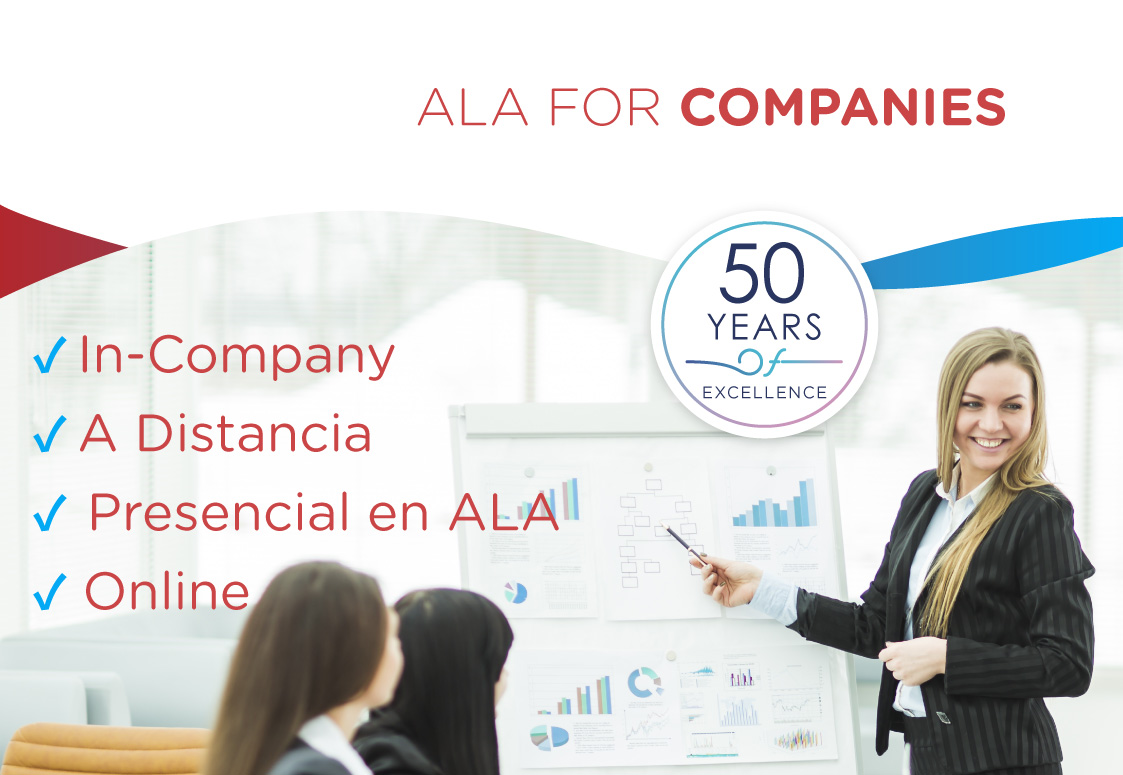 ALA FOR COMPANIES
50
YEARS
Of
EXCELLENCE
✓ In-Company
✓ A Distancia
✓ Presencial en ALA
✓ Online